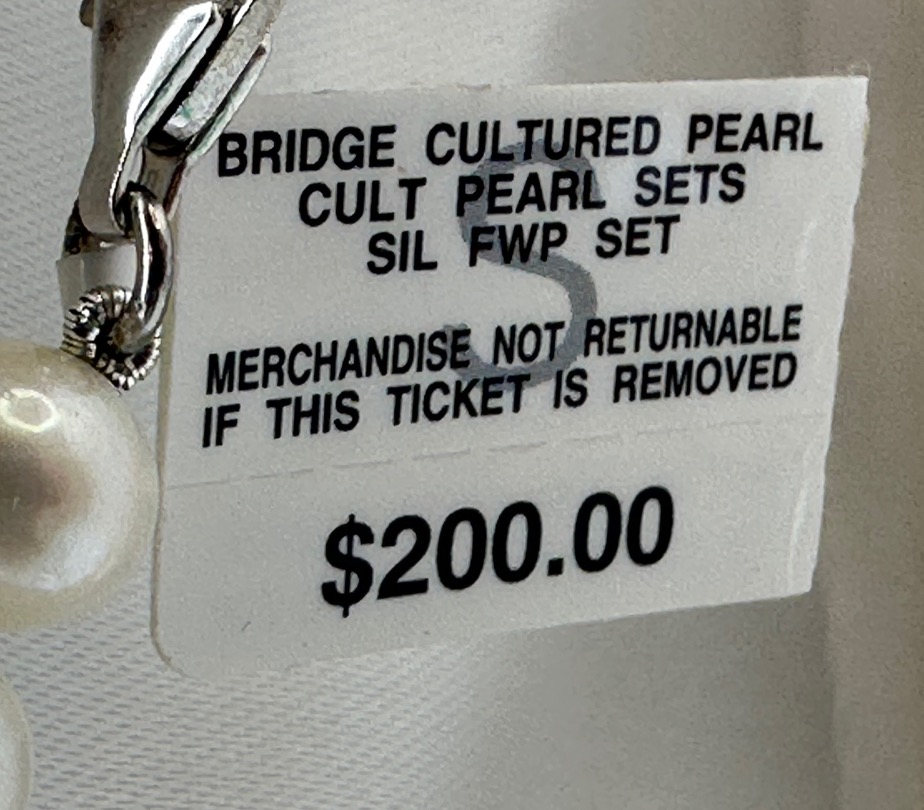 BRIDGE CULTURED PEARL
CULT PEARL SETS
SIL FWP SET
S
MERCHANDISE NOT RETURNABLE
IF THIS TICKET IS REMOVED
$200.00